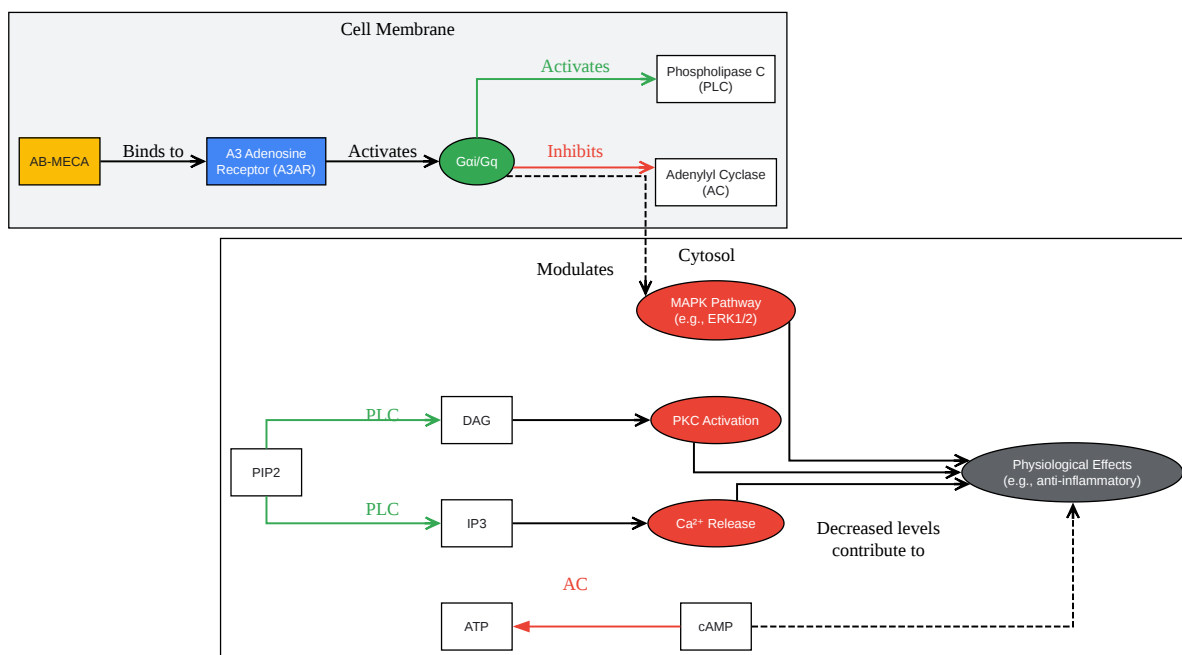 Cell Membrane
Activates
Phospholipase C
(PLC)
AB-MECA
Binds to
A3 Adenosine
Receptor (A3AR)
Activates
Gαi/Gq
Inhibits
Adenylyl Cyclase
(AC)
Cytosol
Modulates
MAPK Pathway
(e.g., ERK1/2)
PLC
DAG
PKC Activation
PIP2
Physiological Effects
(e.g., anti-inflammatory)
PLC
IP3
Ca²⁺ Release
Decreased levels
contribute to
AC
ATP
cAMP